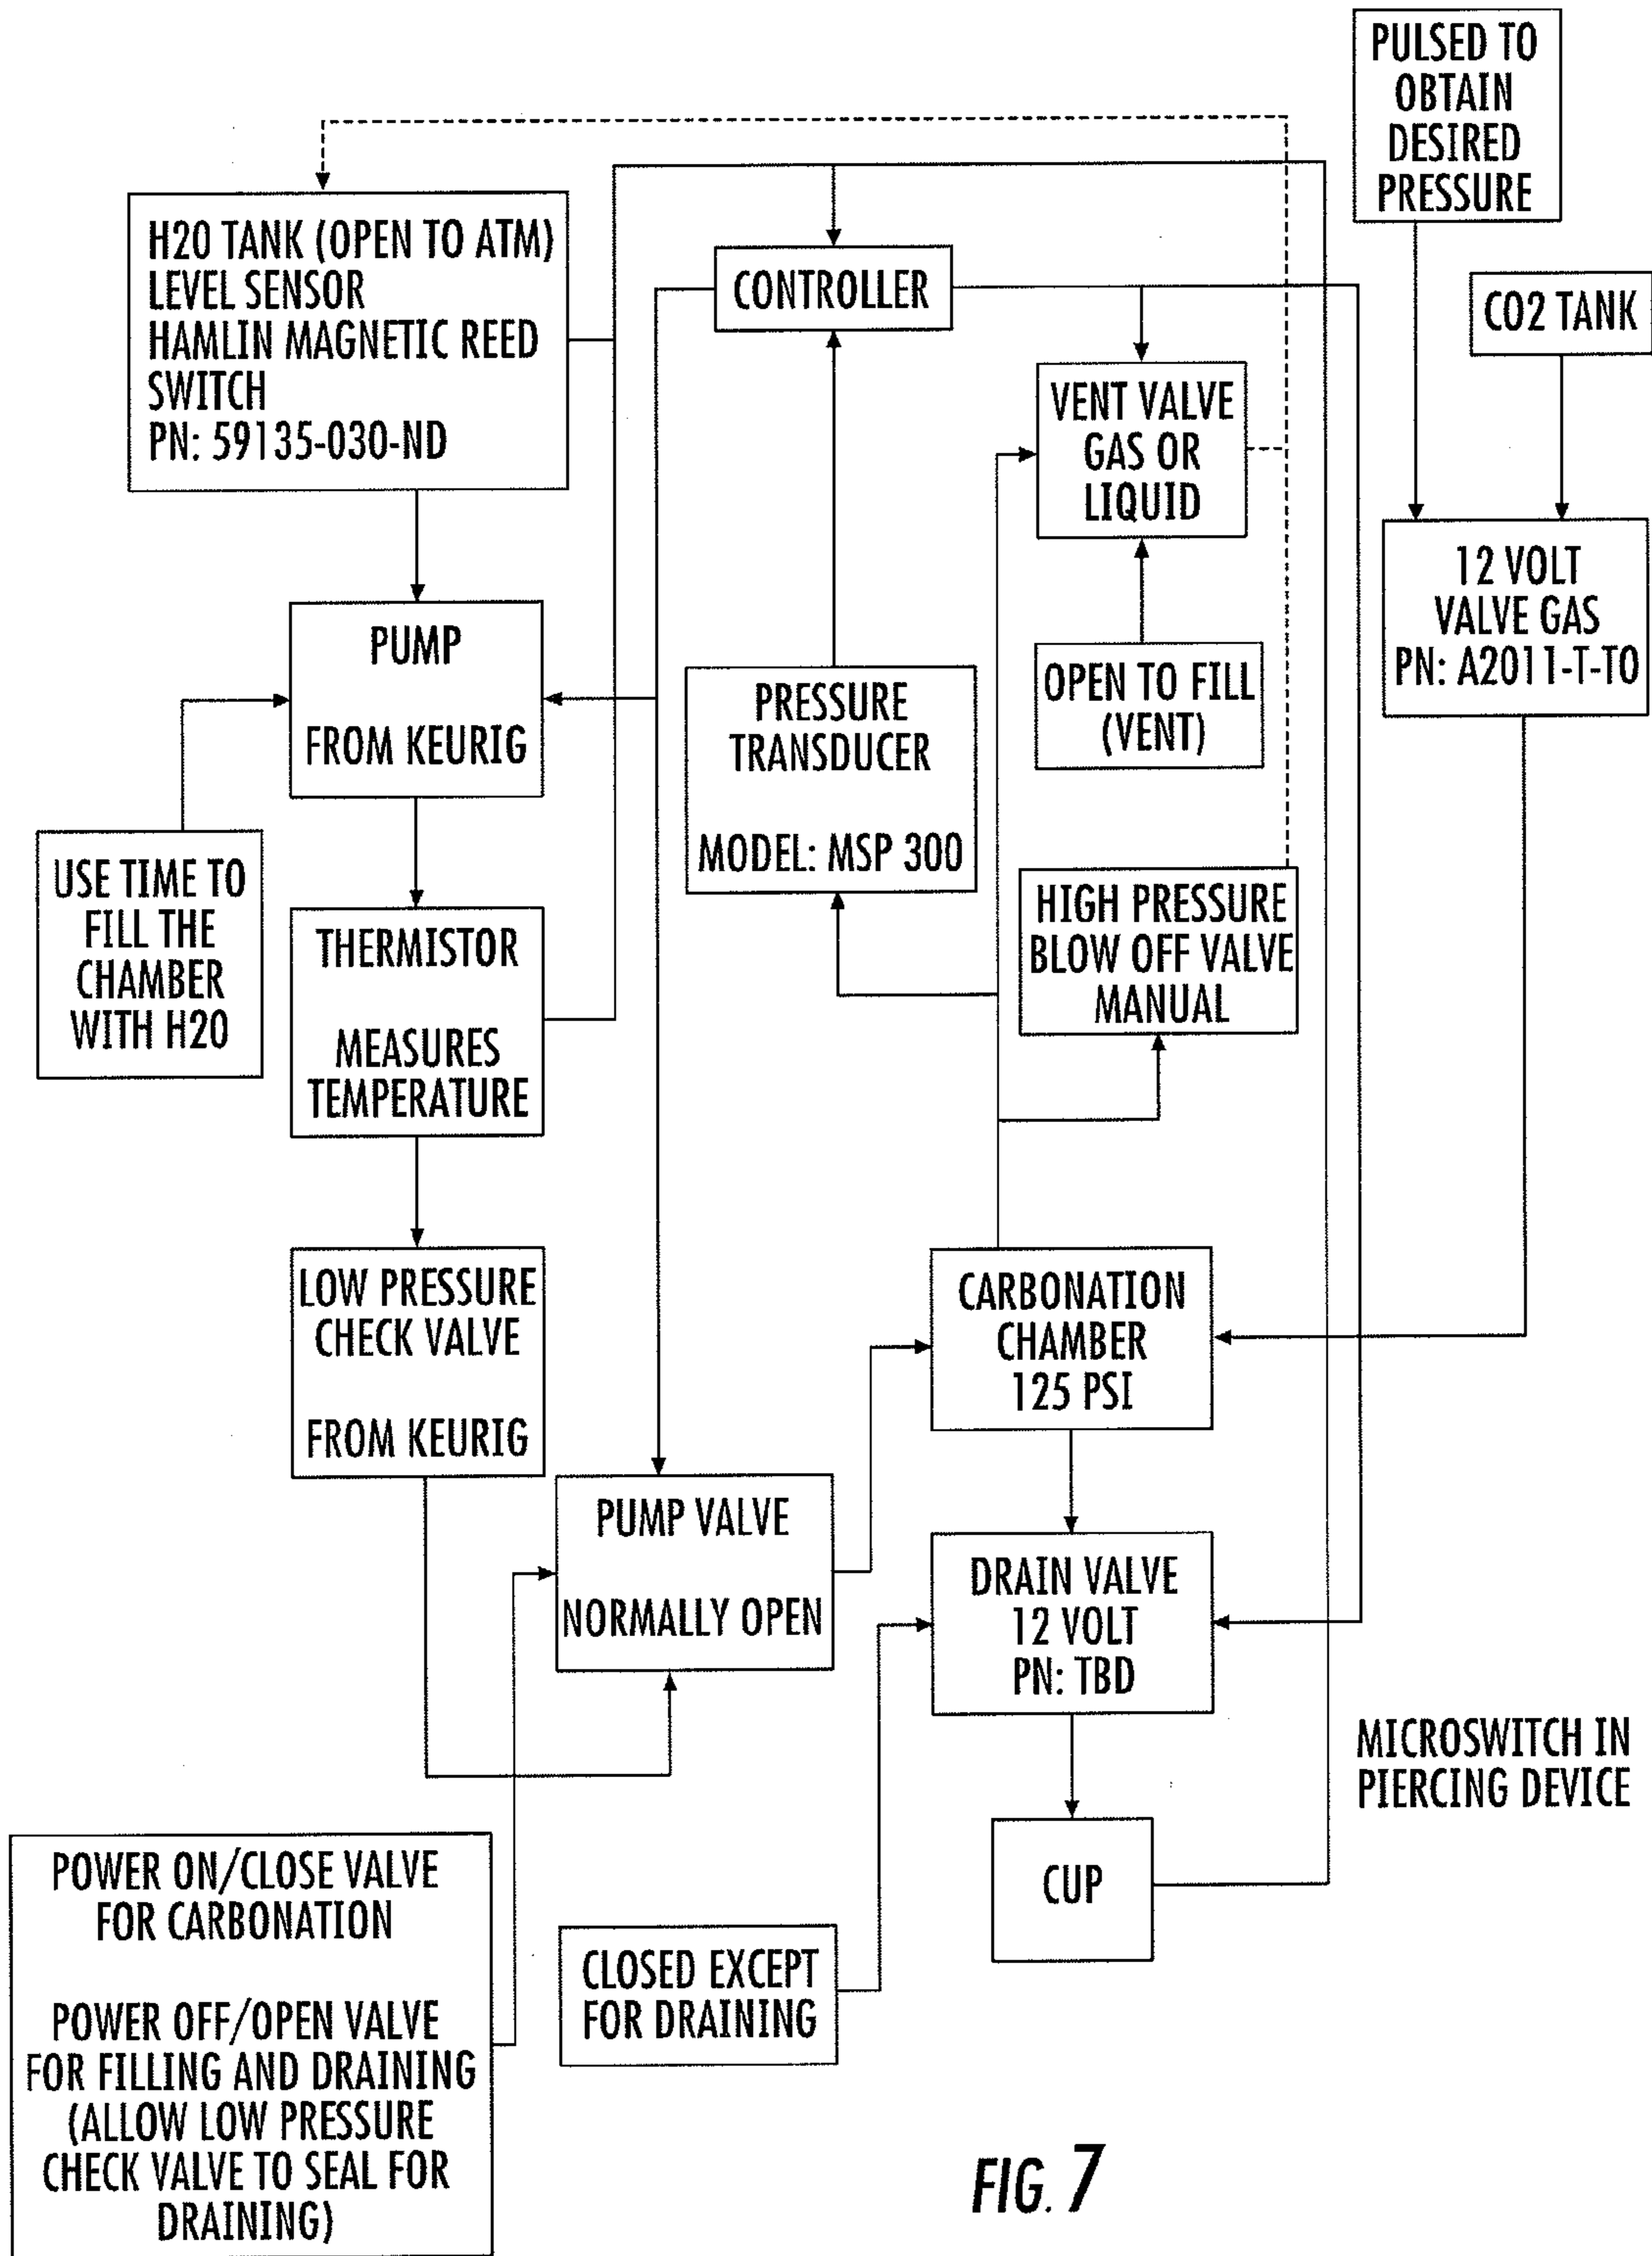 PULSED TO
OBTAIN
DESIRED
PRESSURE
H20 TANK (OPEN TO ATM)
LEVEL SENSOR
HAMLIN MAGNETIC REED
SWITCH
PN: 59135-030-ND
CONTROLLER
CO2 TANK
VENT VALVE
GAS OR
LIQUID
12 VOLT
VALVE GAS
PN: A2011-T-TO
PUMP
FROM KEURIG
OPEN TO FILL
(VENT)
PRESSURE
TRANSDUCER
MODEL: MSP 300
USE TIME TO
FILL THE
CHAMBER
WITH H20
HIGH PRESSURE
BLOW OFF VALVE
MANUAL
THERMISTOR
MEASURES
TEMPERATURE
LOW PRESSURE
CHECK VALVE
FROM KEURIG
CARBONATION
CHAMBER
125 PSI
PUMP VALVE
NORMALLY OPEN
DRAIN VALVE
12 VOLT
PN: TBD
MICROSWITCH IN
PIERCING DEVICE
CUP
POWER ON/CLOSE VALVE
FOR CARBONATION
POWER OFF/OPEN VALVE
FOR FILLING AND DRAINING
(ALLOW LOW PRESSURE
CHECK VALVE TO SEAL FOR
DRAINING)
CLOSED EXCEPT
FOR DRAINING
FIG. 7